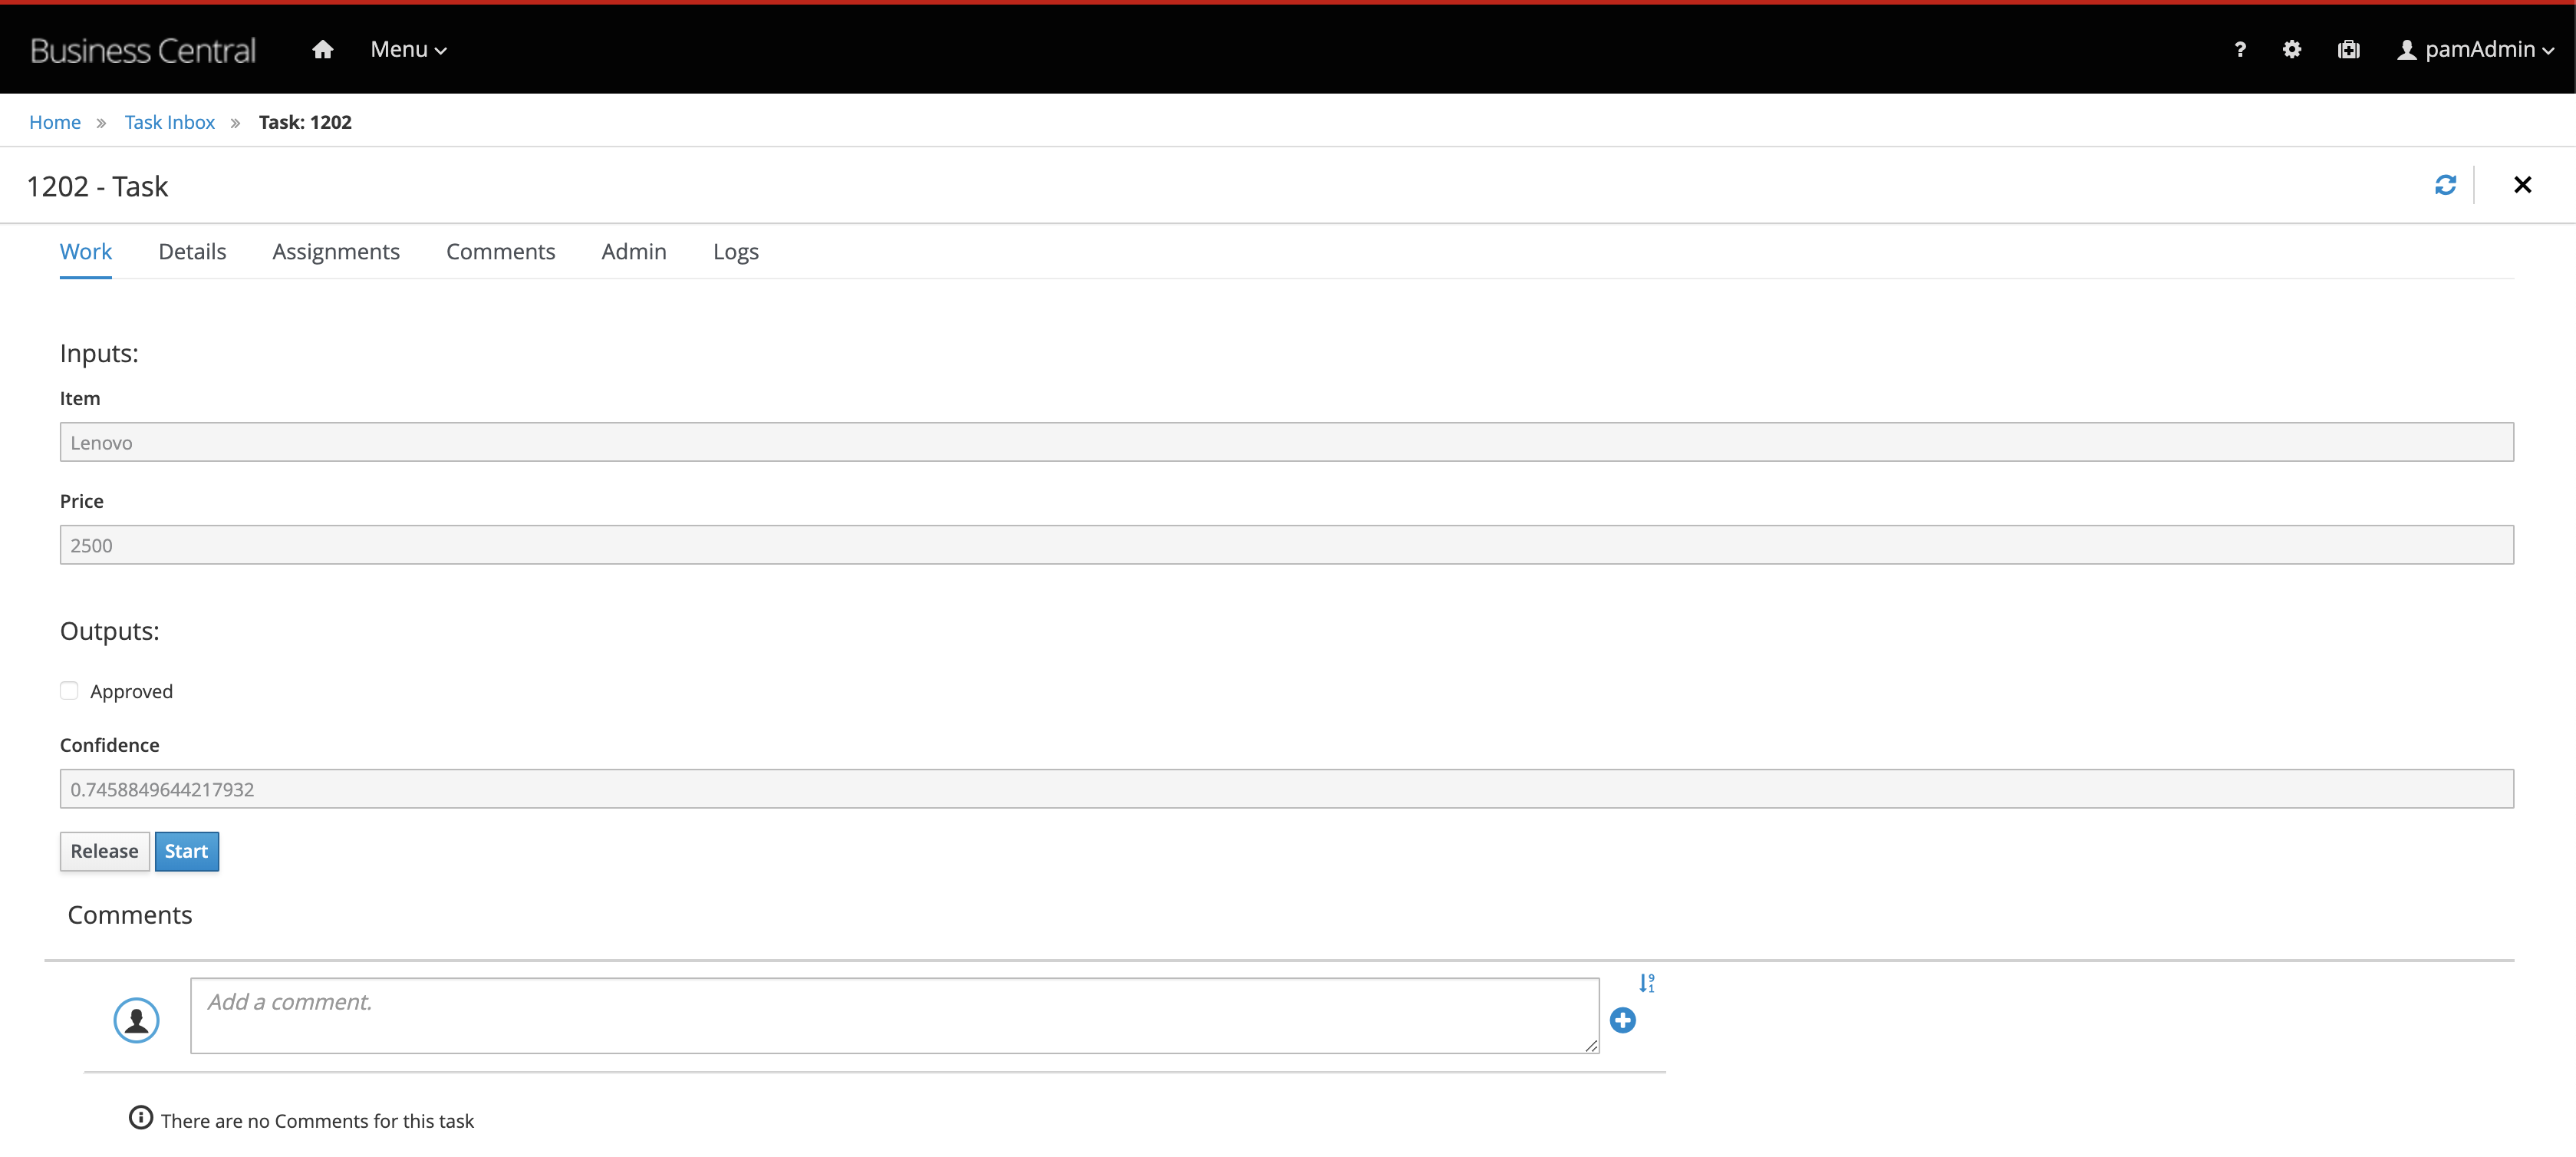 Business Central Menu ? pamAdmin
Home » Task Inbox » Task: 1202
1202 - Task
Work Details Assignments Comments Admin Logs
Inputs:
Item
Lenovo
Price
2500
Outputs:
Approved
Confidence
0.7458849644217932
Release Start
Comments
Add a comment.
9
1
There are no Comments for this task